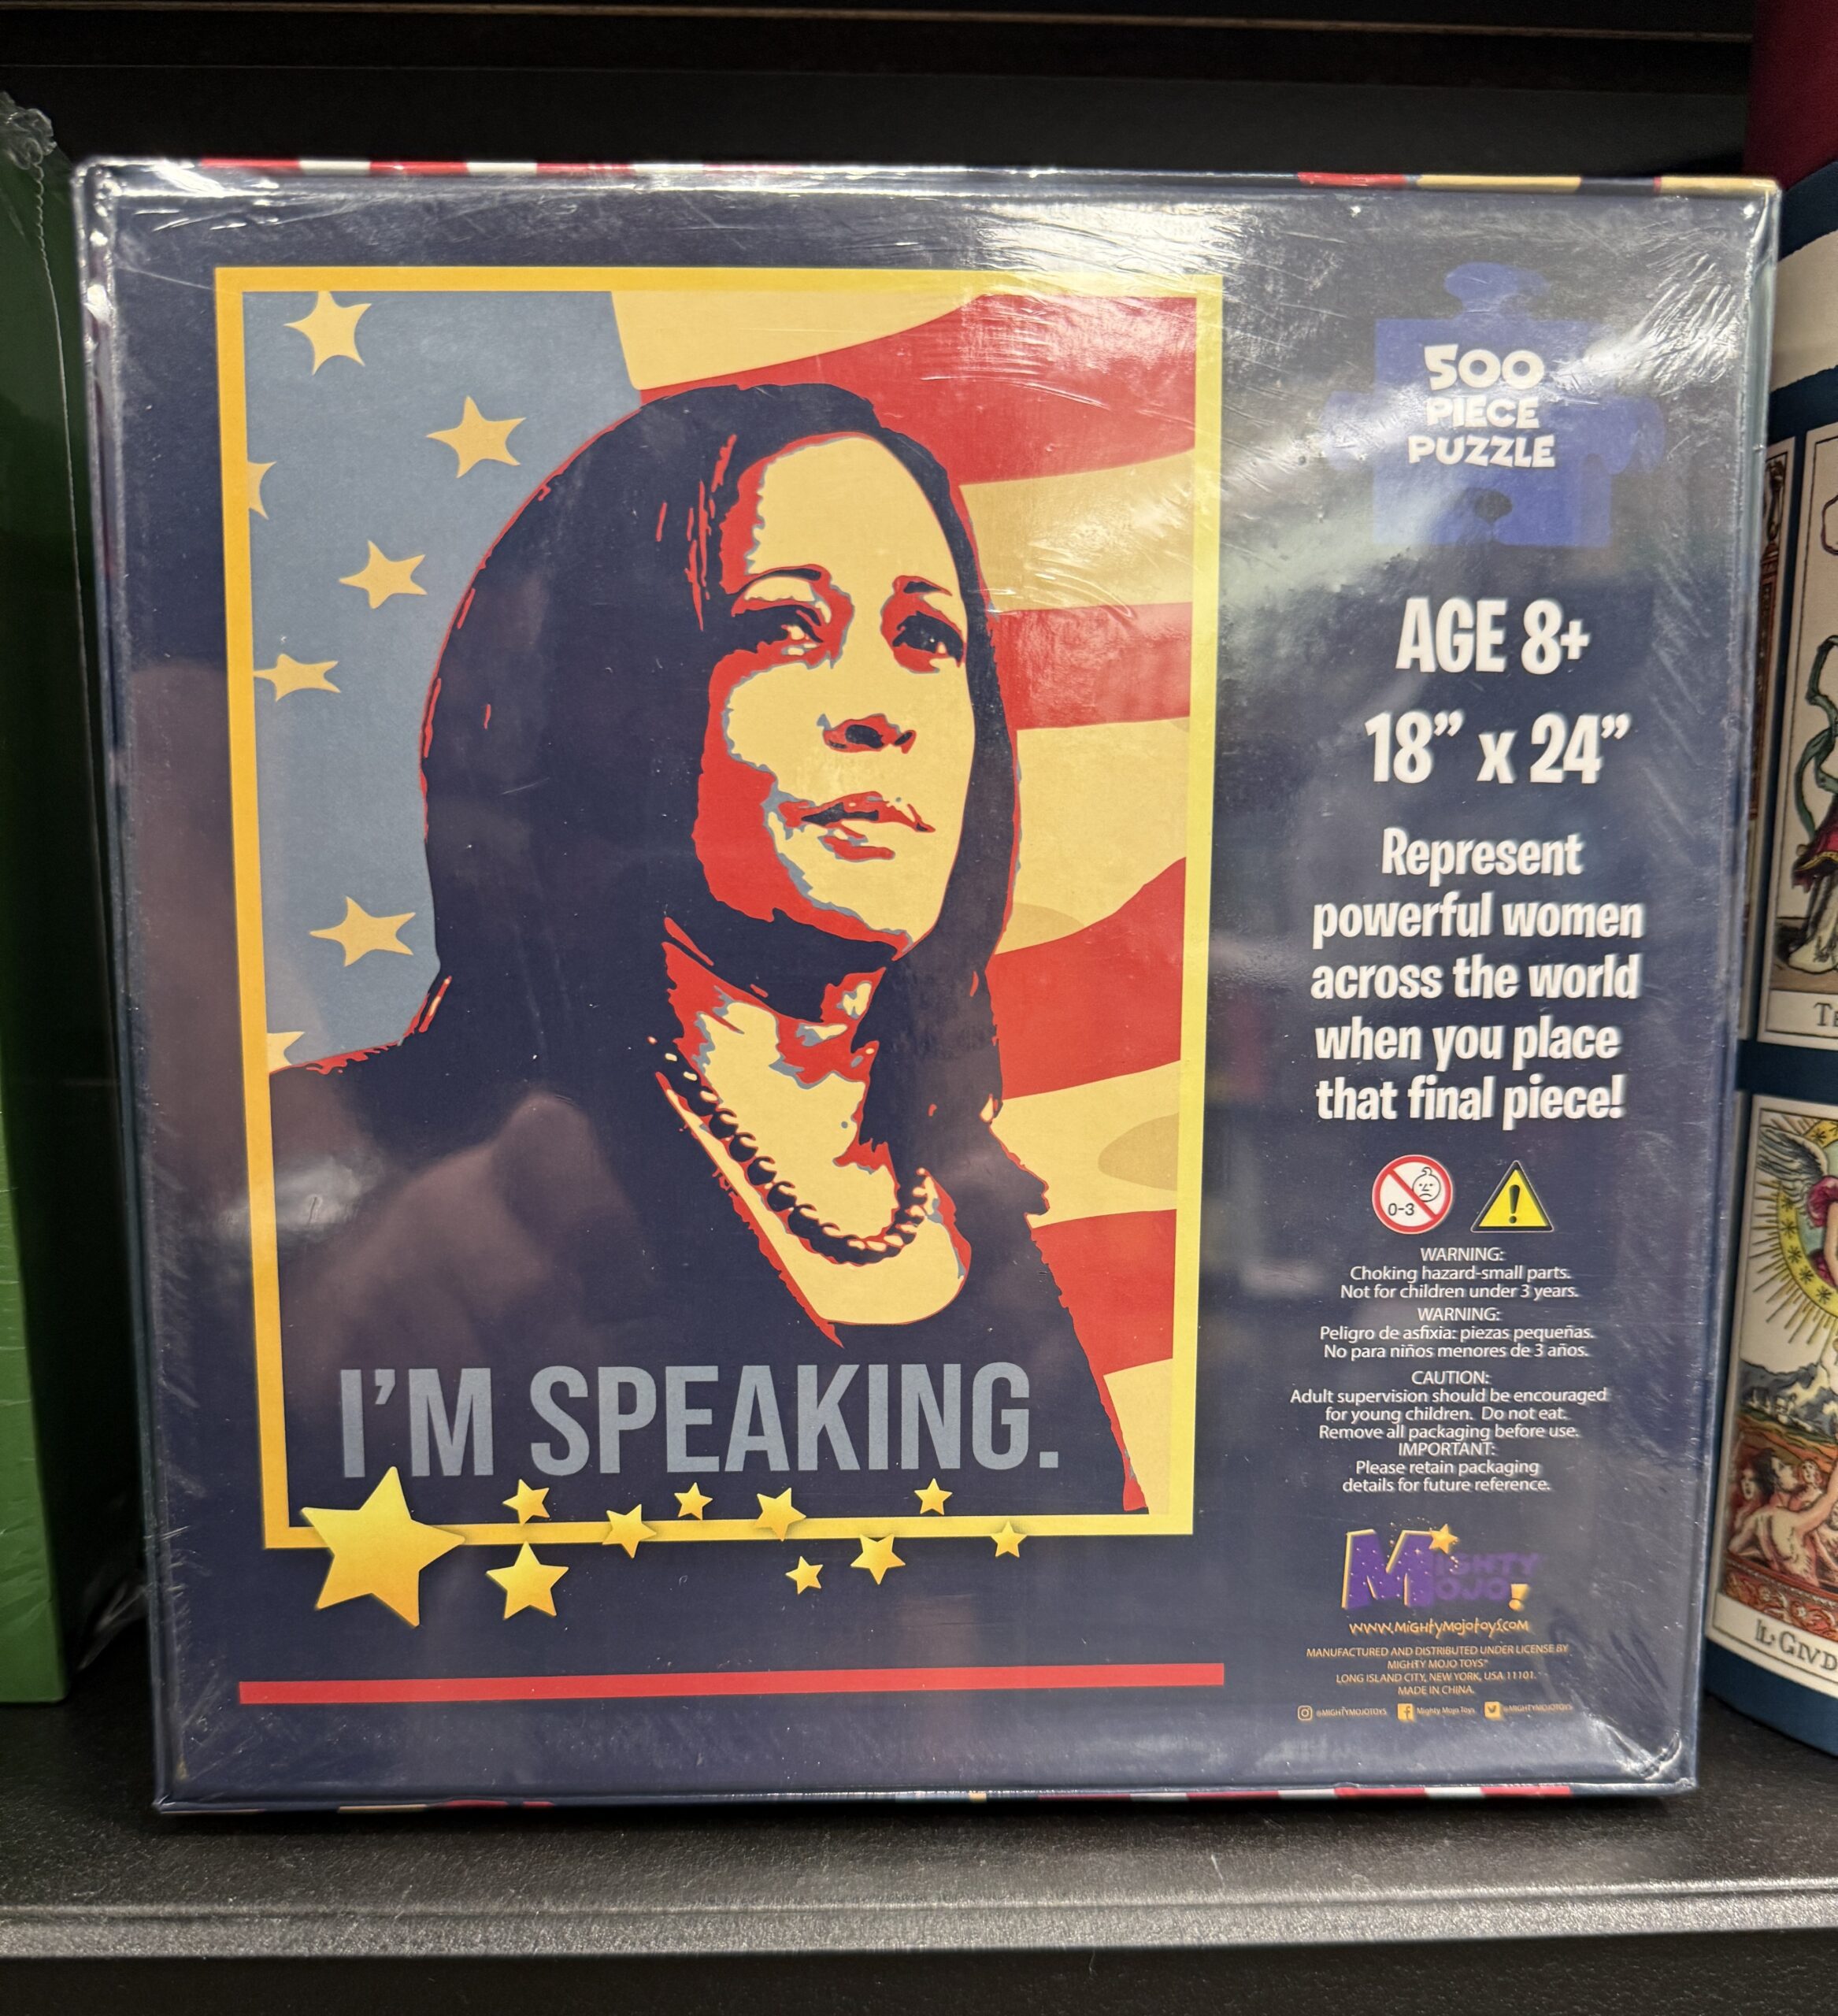 500
PIECE
PUZZLE
AGE 8+
18” x 24”
Represent
powerful women
across the world
when you place
that final piece!
0-3
WARNING:
Choking hazard-small parts.
Not for children under 3 years.
WARNING:
Peligro de asfixia: piezas pequeñas.
No para niños menores de 3 años.
CAUTION:
Adult supervision should be encouraged
for young children. Do not eat.
Remove all packaging before use.
IMPORTANT:
Please retain packaging
details for future reference.
I’M SPEAKING.
MIGHTY
MOJO!
www.MightyMojotoys.com
MANUFACTURED AND DISTRIBUTED UNDER LICENSE BY
MIGHTY MOJO TOYS®
LONG ISLAND CITY, NEW YORK, USA 11101.
MADE IN CHINA.
@MIGHTYMOJOTOYS Mighty Mojo Toys @MIGHTYMOJOTOYS